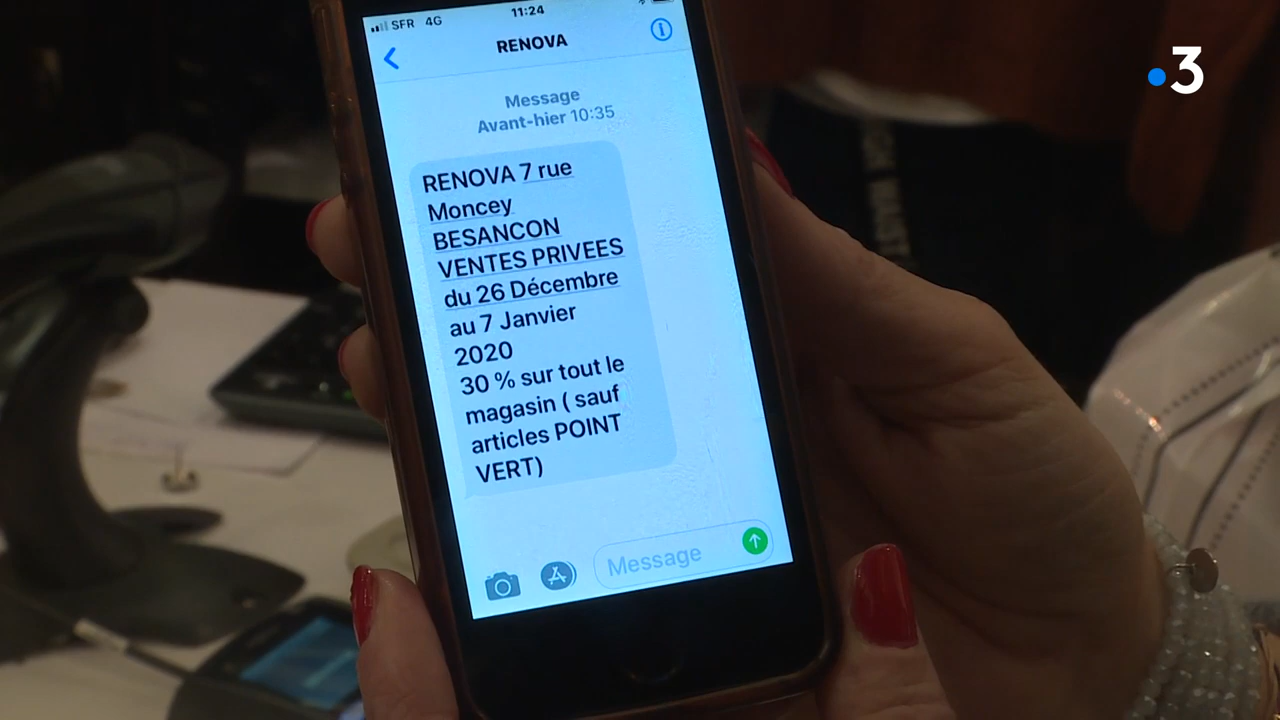 SFR 4G 11:24
RENOVA
Message
Avant-hier 10:35
RENOVA 7 rue
Moncey
BESANCON
VENTES PRIVEES
du 26 Décembre
au 7 Janvier
2020
30 % sur tout le
magasin ( sauf
articles POINT
VERT)
Message
3